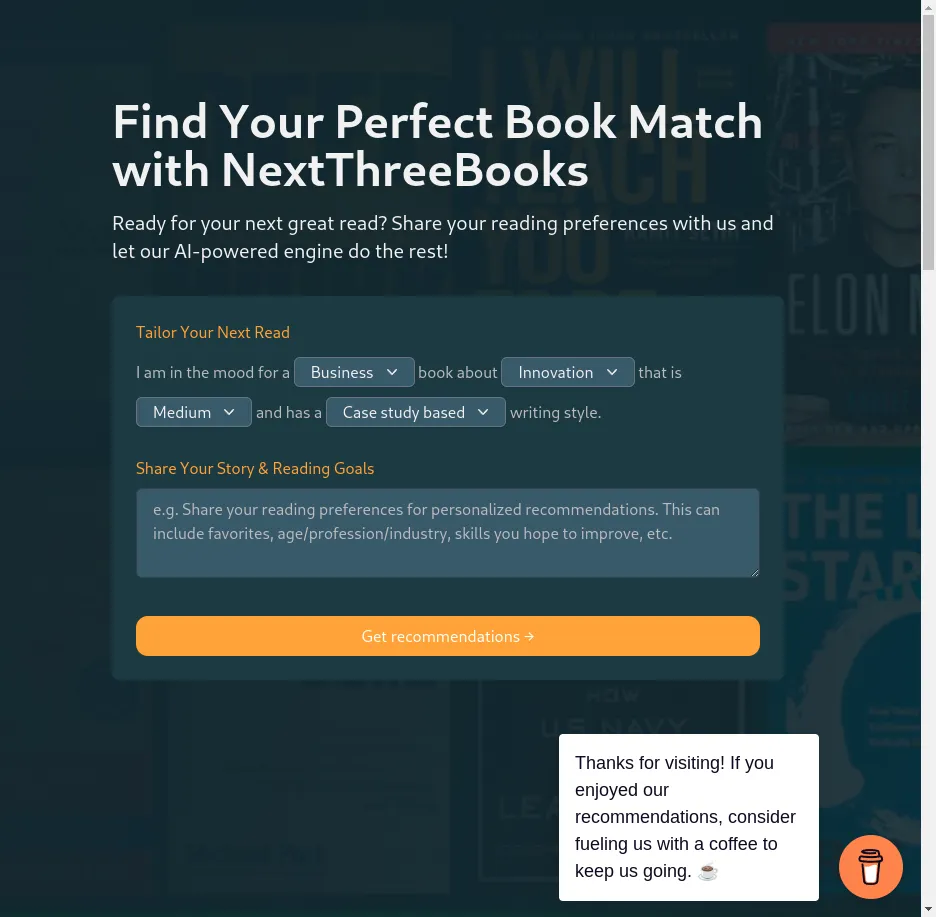 I WILL
TEACH
YOU
ELON M
Find Your Perfect Book Match
with NextThreeBooks
Ready for your next great read? Share your reading preferences with us and
let our AI-powered engine do the rest!
Tailor Your Next Read
I am in the mood for a Business book about Innovation that is
Medium and has a Case study based writing style.
Share Your Story & Reading Goals
e.g. Share your reading preferences for personalized recommendations. This can
include favorites, age/profession/industry, skills you hope to improve, etc.
Get recommendations →
THE L
STAR
HOW
U.S. NAVY
Thanks for visiting! If you
enjoyed our
recommendations, consider
fueling us with a coffee to
keep us going. ☕